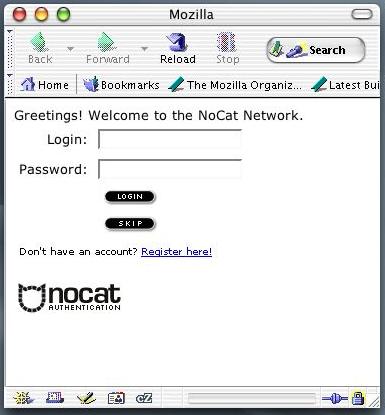 Mozilla
Back Forward Reload Stop Search
Home Bookmarks The Mozilla Organiz... Latest Bui
Greetings! Welcome to the NoCat Network.
Login:
Password:
LOGIN
SKIP
Don't have an account? Register here!
nocat
AUTHENTICATION
cZ